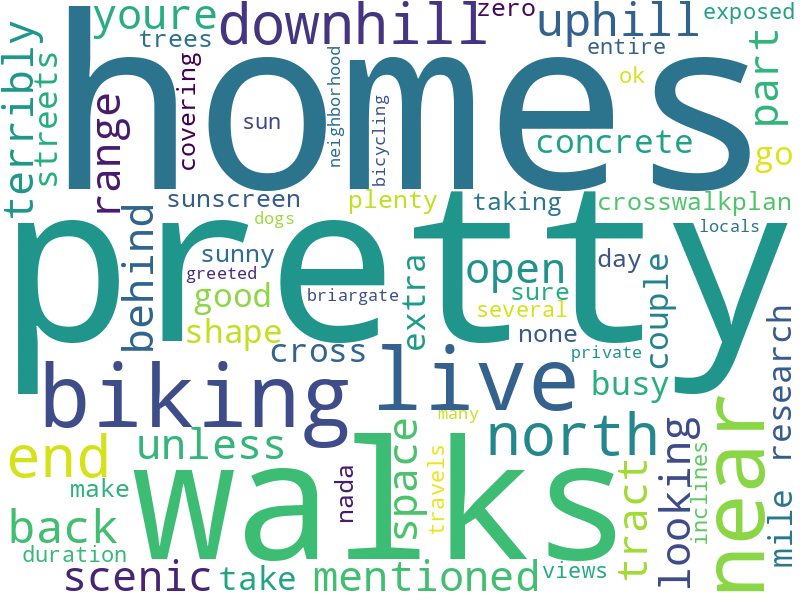 youre
downhill
zero
uphill
exposed
trees
entire
ok
homes
terribly
streets
range
covering
sun
neighborhood
bicycling
part
concrete
go
sunscreen
plenty
taking
crosswalkplan
dogs
locals
pretty
behind
sunny
greeted
good
briargate
extra
open
sure
day
couple
shape
several
none
cross
private
biking
live
busy
many
research
near
end
unless
north
looking
inclines
mile
walks
make
nada
space
travels
tract
back
duration
scenic
take
mentioned
views